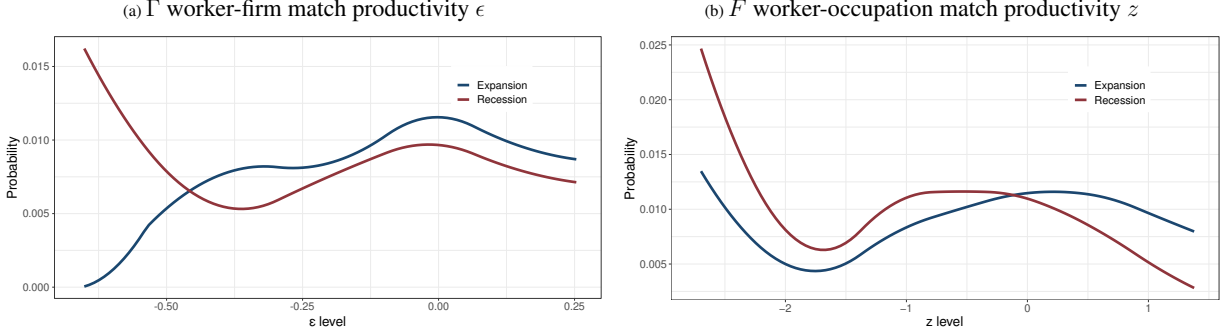 (a) Γ worker-firm match productivity ϵ
0.015
0.010
0.005
0.000
Probability
Expansion
Recession
-0.50
-0.25
0.00
0.25
ε level
(b) F worker-occupation match productivity z
0.025
0.020
0.015
0.010
0.005
Probability
Expansion
Recession
−2
−1
0
1
z level